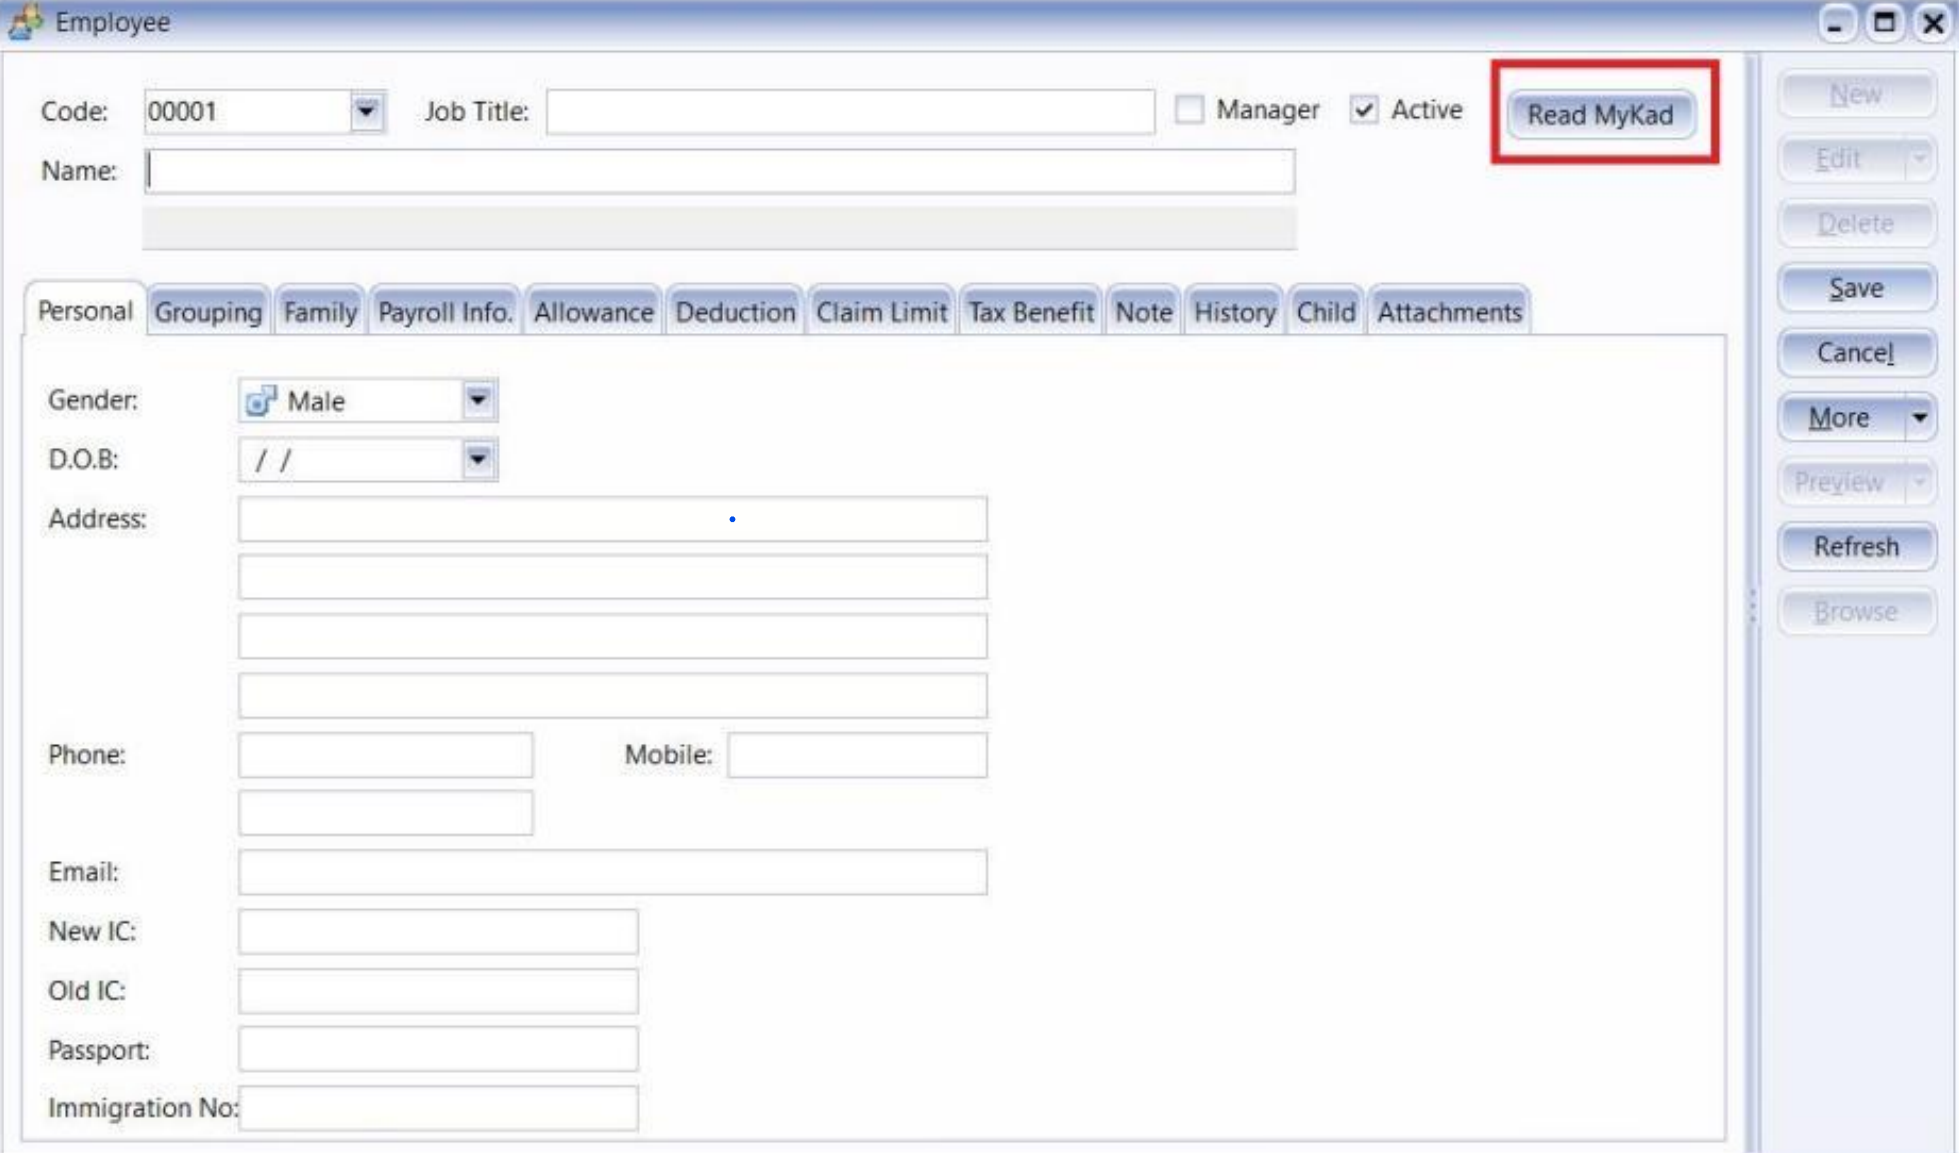 Employee
Code: 00001 Job Title: Manager Active Read MyKad
Name:
Personal Grouping Family Payroll Info. Allowance Deduction Claim Limit Tax Benefit Note History Child Attachments
Gender: Male
D.O.B: / /
Address:
Phone: Mobile:
Email:
New IC:
Old IC:
Passport:
Immigration No:
New
Edit
Delete
Save
Cancel
More
Preview
Refresh
Browse